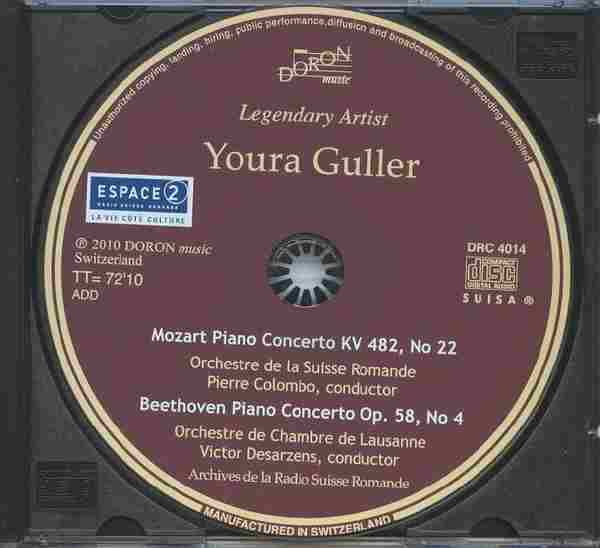 Unauthorized copying, landing, hiring, public performance, diffusion and broadcasting of this recording prohibited
DORON
music
Legendary Artist
Youra Guller
ESPACE 2
RADIO SUISSE ROMANDE
LA VIE CÔTÉ CULTURE
℗ 2010 DORON music
Switzerland
TT= 72'10
ADD
DRC 4014
COMPACT
disc
DIGITAL AUDIO
SUISA ®
Mozart Piano Concerto KV 482, No 22
Orchestre de la Suisse Romande
Pierre Colombo, conductor
Beethoven Piano Concerto Op. 58, No 4
Orchestre de Chambre de Lausanne
Victor Desarzens, conductor
Archives de la Radio Suisse Romande
MANUFACTURED IN SWITZERLAND